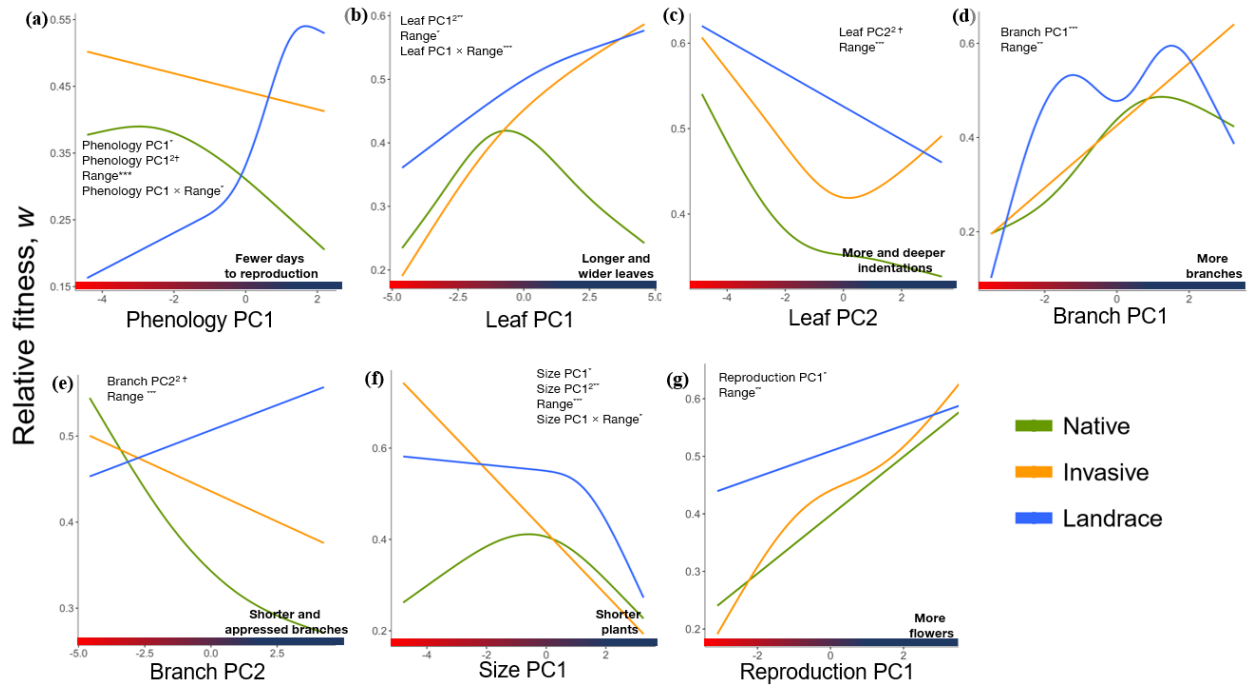 Relative fitness, w
(a)
0.55
0.45
0.35
0.25
0.15
Phenology PC1*
Phenology PC1²†
Range***
Phenology PC1 × Range*
Fewer days
to reproduction
-4 -2 0 2
Phenology PC1
(b)
0.6
0.5
0.4
0.3
0.2
Leaf PC1²**
Range*
Leaf PC1 × Range***
Longer and
wider leaves
-5.0 -2.5 0.0 2.5 5.0
Leaf PC1
(c)
0.6
0.5
0.4
Leaf PC2²†
Range***
More and deeper
indentations
-4 -2 0 2
Leaf PC2
(d)
0.6
0.4
0.2
Branch PC1***
Range**
More
branches
-2 0 2
Branch PC1
(e)
0.5
0.4
0.3
Branch PC2²†
Range ***
Shorter and
appressed branches
-5.0 -2.5 0.0 2.5
Branch PC2
(f)
0.8
0.6
0.4
0.2
Size PC1*
Size PC1²**
Range***
Size PC1 × Range*
Shorter
plants
-4 -2 0 2
Size PC1
(g)
0.6
0.5
0.4
0.3
0.2
Reproduction PC1*
Range**
More
flowers
-2 0 2
Reproduction PC1
Native
Invasive
Landrace